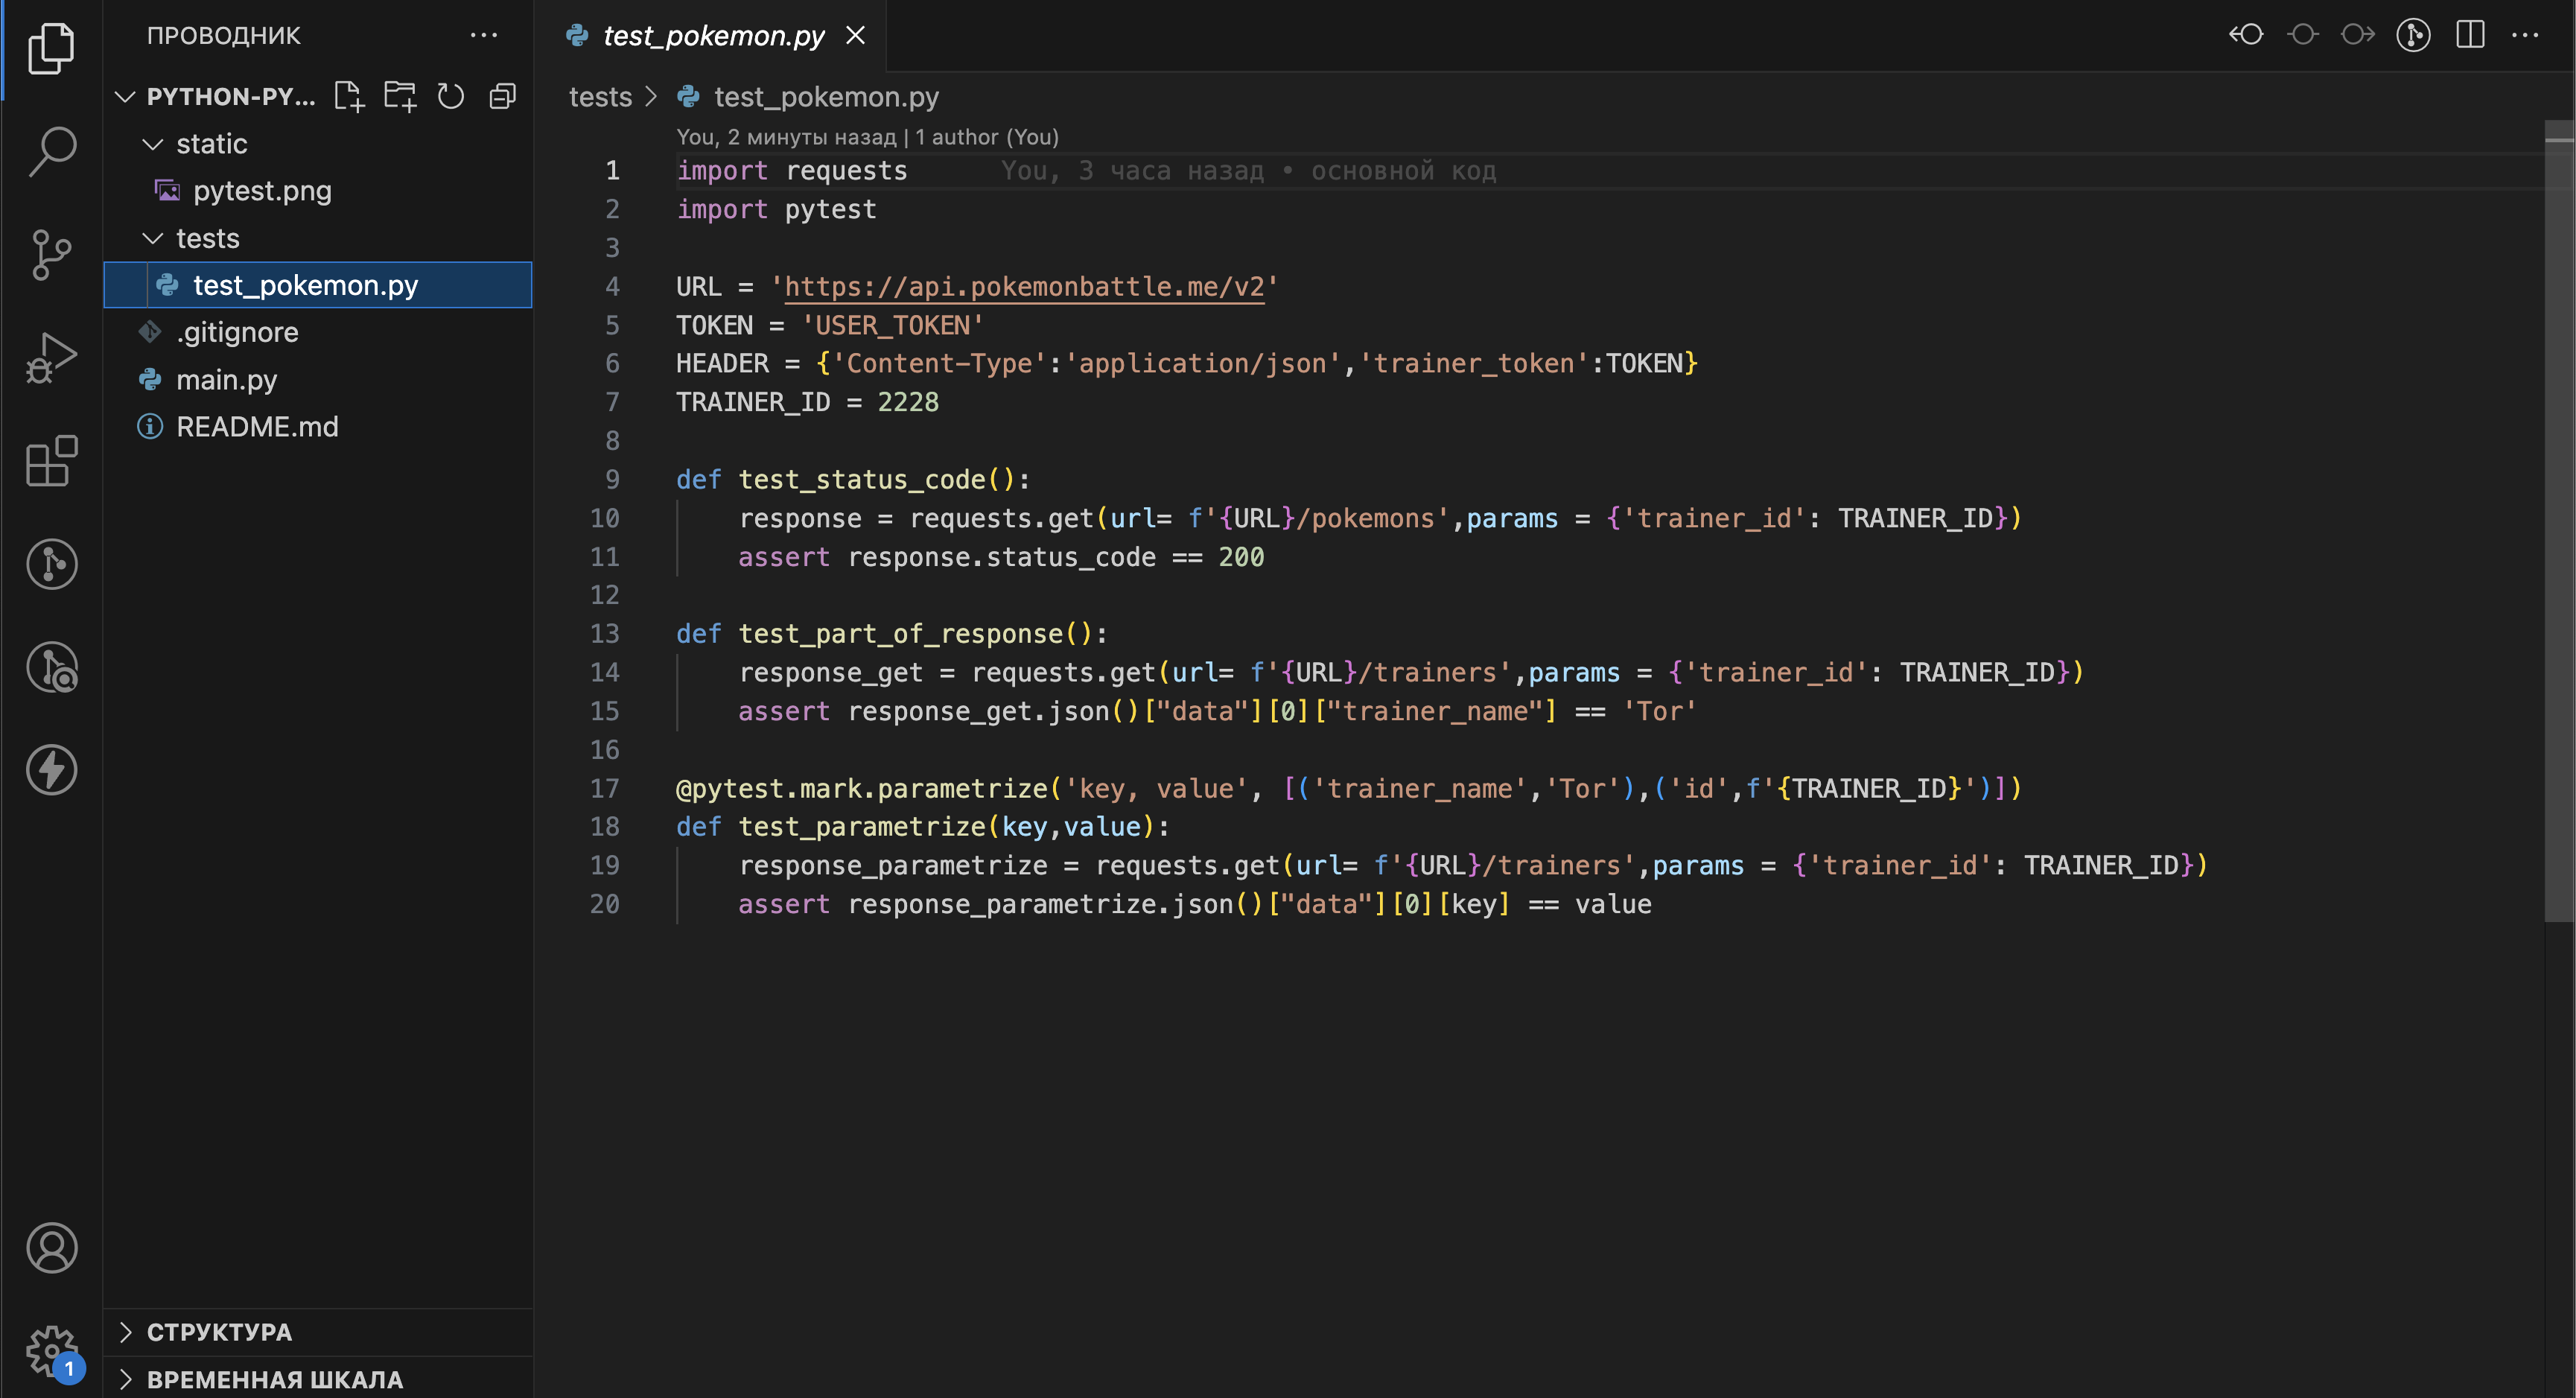 ПРОВОДНИК
PYTHON-PY...
static
pytest.png
tests
test_pokemon.py
.gitignore
main.py
README.md
СТРУКТУРА
ВРЕМЕННАЯ ШКАЛА
1
test_pokemon.py
tests > test_pokemon.py
You, 2 минуты назад | 1 author (You)
1 import requests You, 3 часа назад • основной код
2 import pytest
3
4 URL = 'https://api.pokemonbattle.me/v2'
5 TOKEN = 'USER_TOKEN'
6 HEADER = {'Content-Type':'application/json','trainer_token':TOKEN}
7 TRAINER_ID = 2228
8
9 def test_status_code():
10     response = requests.get(url= f'{URL}/pokemons',params = {'trainer_id': TRAINER_ID})
11     assert response.status_code == 200
12
13 def test_part_of_response():
14     response_get = requests.get(url= f'{URL}/trainers',params = {'trainer_id': TRAINER_ID})
15     assert response_get.json()["data"][0]["trainer_name"] == 'Tor'
16
17 @pytest.mark.parametrize('key, value', [('trainer_name','Tor'),('id',f'{TRAINER_ID}')])
18 def test_parametrize(key,value):
19     response_parametrize = requests.get(url= f'{URL}/trainers',params = {'trainer_id': TRAINER_ID})
20     assert response_parametrize.json()["data"][0][key] == value